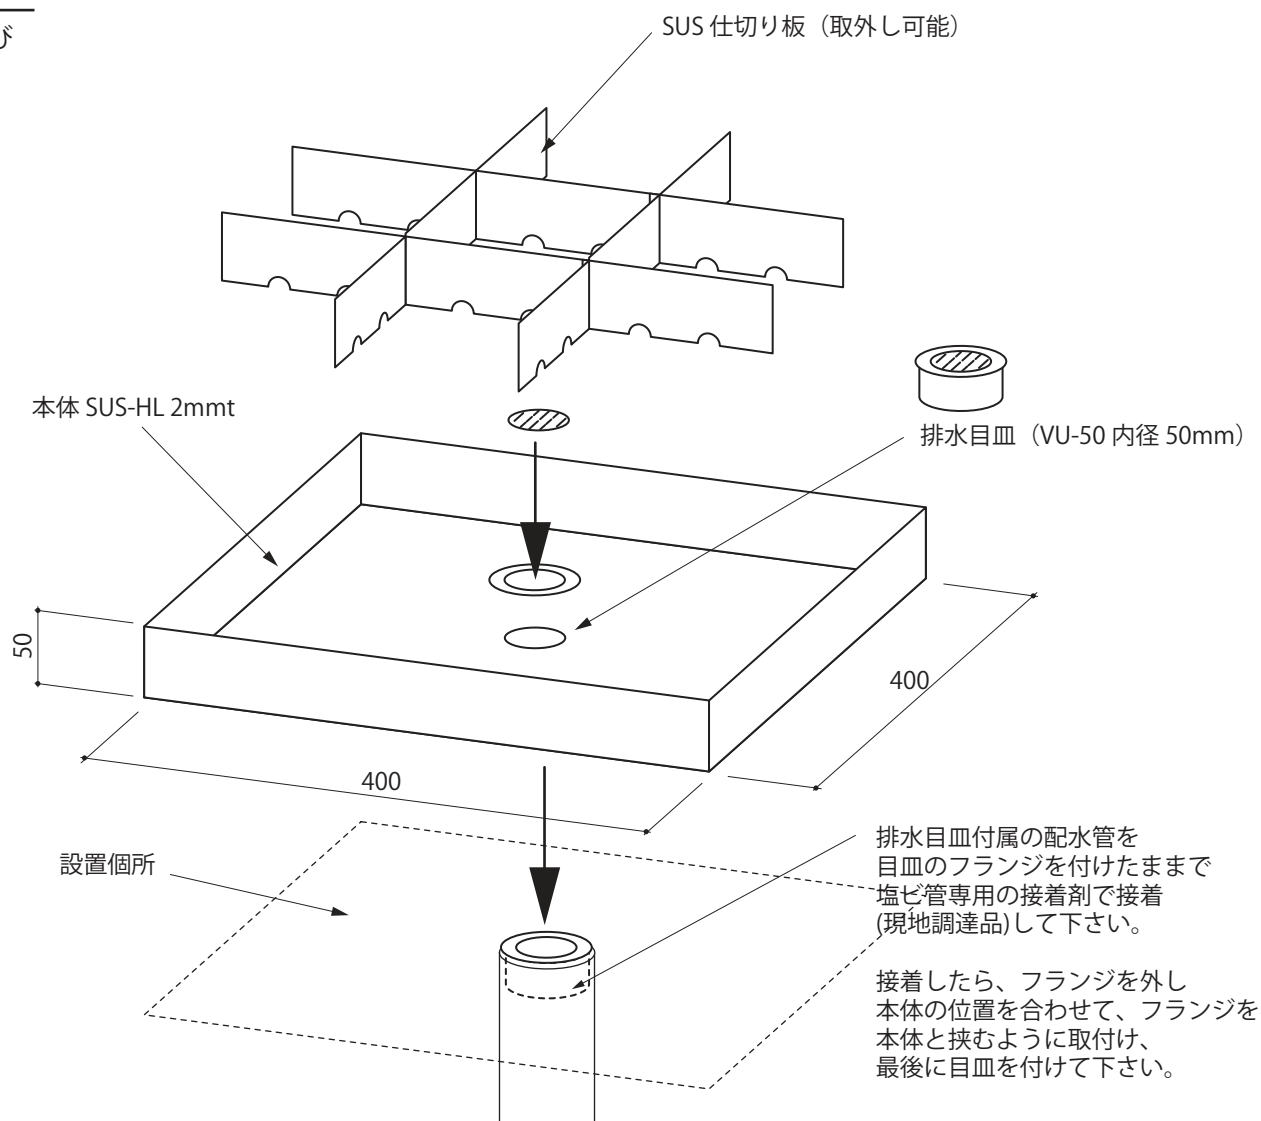 び
SUS 仕切り板（取外し可能）
本体 SUS-HL 2mmt
排水目皿（VU-50 内径 50mm）
50
400
400
設置個所
排水目皿付属の配水管を
目皿のフランジを付けたままで
塩ビ管専用の接着剤で接着
(現地調達品)して下さい。
接着したら、フランジを外し
本体の位置を合わせて、フランジを
本体と挟むように取付け、
最後に目皿を付けて下さい。